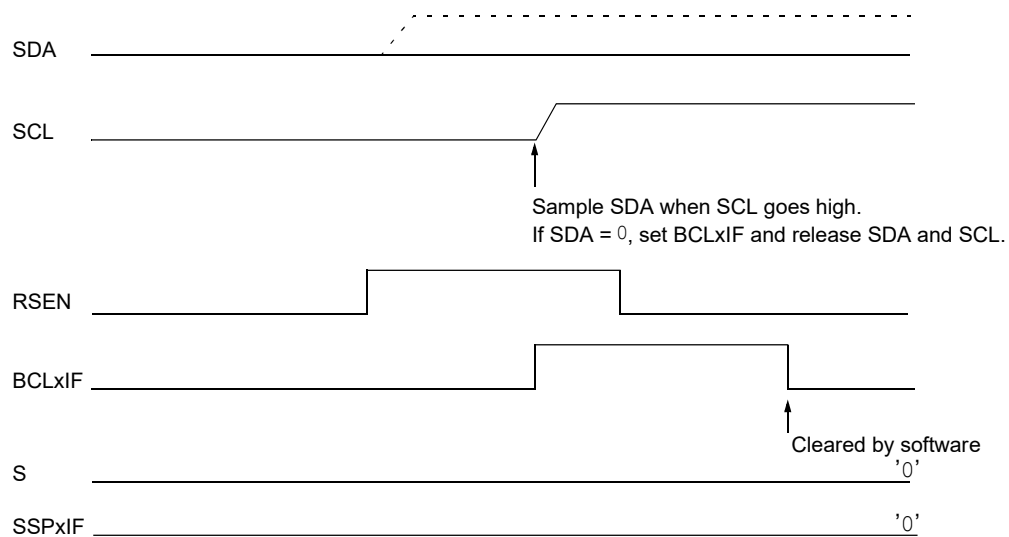 SDA
SCL
Sample SDA when SCL goes high.
If SDA = 0, set BCLxIF and release SDA and SCL.
RSEN
BCLxIF
Cleared by software
S
'0'
SSPxIF
'0'